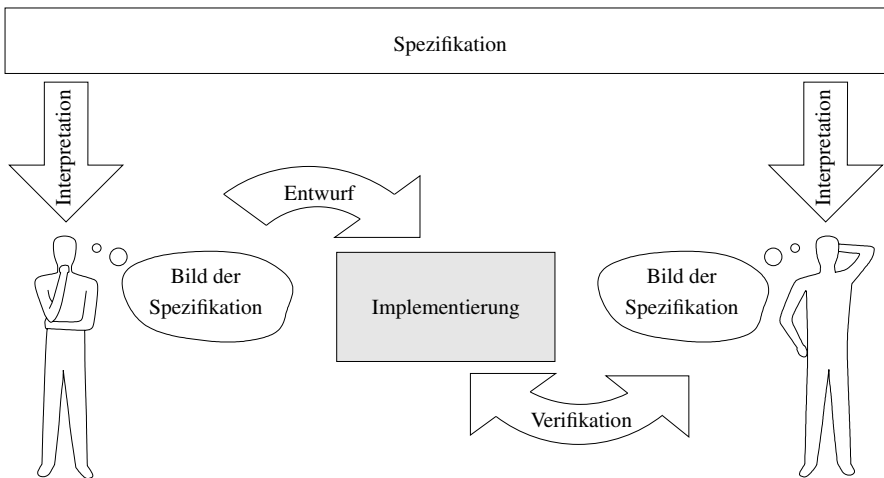 Spezifikation
Interpretation
Interpretation
Entwurf
Bild der
Spezifikation
Implementierung
Bild der
Spezifikation
Verifikation